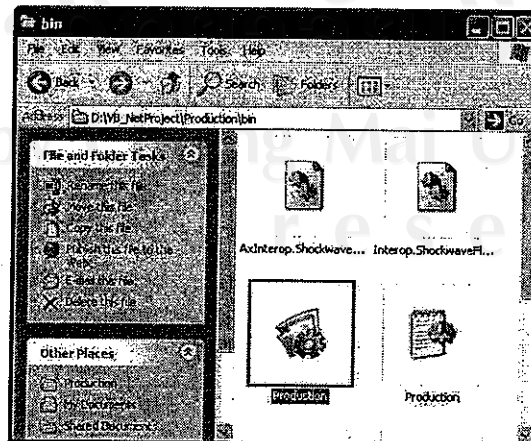 bin
File Edit View Favorites Tools Help
Back Search Folders
Address D:\VB_NetProject\Production\bin Go
File and Folder Tasks
Rename this file
Move this file
Copy this file
Publish this file to the Web
E-mail this file
Delete this file
Other Places
Production
My Documents
Shared Documents
AxInterop.Shockwave... Interop.ShockwaveFl...
Production Production